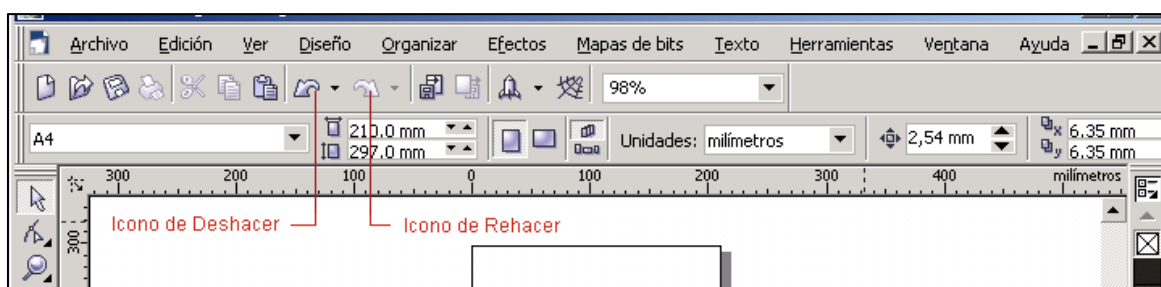 Archivo Edición Ver Diseño Organizar Efectos Mapas de bits Texto Herramientas Ventana Ayuda
98%
A4 210,0 mm 297,0 mm Unidades: milímetros 2,54 mm x 6,35 mm y 6,35 mm
300 200 100 0 100 200 300 400 milímetros
300
Icono de Deshacer Icono de Rehacer